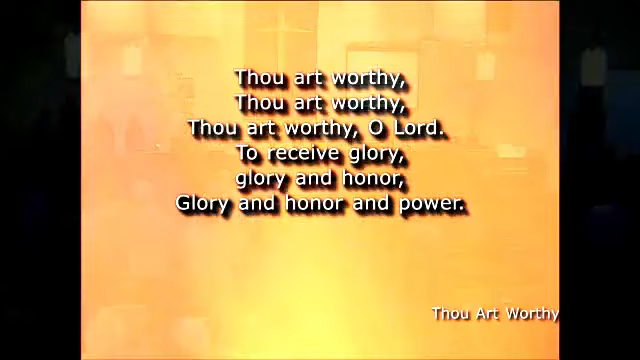 Thou art worthy,
Thou art worthy,
Thou art worthy, O Lord.
To receive glory,
glory and honor,
Glory and honor and power.
Thou Art Worthy